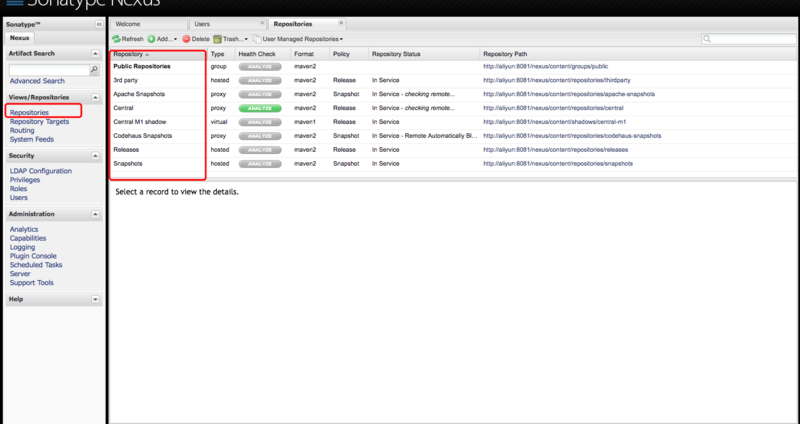 Sonatype Nexus
Sonatype™
Welcome
Users
Repositories
Nexus
Refresh Add... Delete Trash... User Managed Repositories
Artifact Search
Advanced Search
Views/Repositories
Repositories
Repository Targets
Routing
System Feeds
Security
LDAP Configuration
Privileges
Roles
Users
Administration
Analytics
Capabilities
Logging
Plugin Console
Scheduled Tasks
Server
Support Tools
Help
Repository Type Health Check Format Policy Repository Status Repository Path
Public Repositories group ANALYZE maven2 http://aliyun:8081/nexus/content/groups/public
3rd party hosted ANALYZE maven2 Release In Service http://aliyun:8081/nexus/content/repositories/thirdparty
Apache Snapshots proxy ANALYZE maven2 Snapshot In Service - checking remote... http://aliyun:8081/nexus/content/repositories/apache-snapshots
Central proxy ANALYZE maven2 Release In Service - checking remote... http://aliyun:8081/nexus/content/repositories/central
Central M1 shadow virtual ANALYZE maven1 Release In Service http://aliyun:8081/nexus/content/shadows/central-m1
Codehaus Snapshots proxy ANALYZE maven2 Snapshot In Service - Remote Automatically Bl... http://aliyun:8081/nexus/content/repositories/codehaus-snapshots
Releases hosted ANALYZE maven2 Release In Service http://aliyun:8081/nexus/content/repositories/releases
Snapshots hosted ANALYZE maven2 Snapshot In Service http://aliyun:8081/nexus/content/repositories/snapshots
Select a record to view the details.